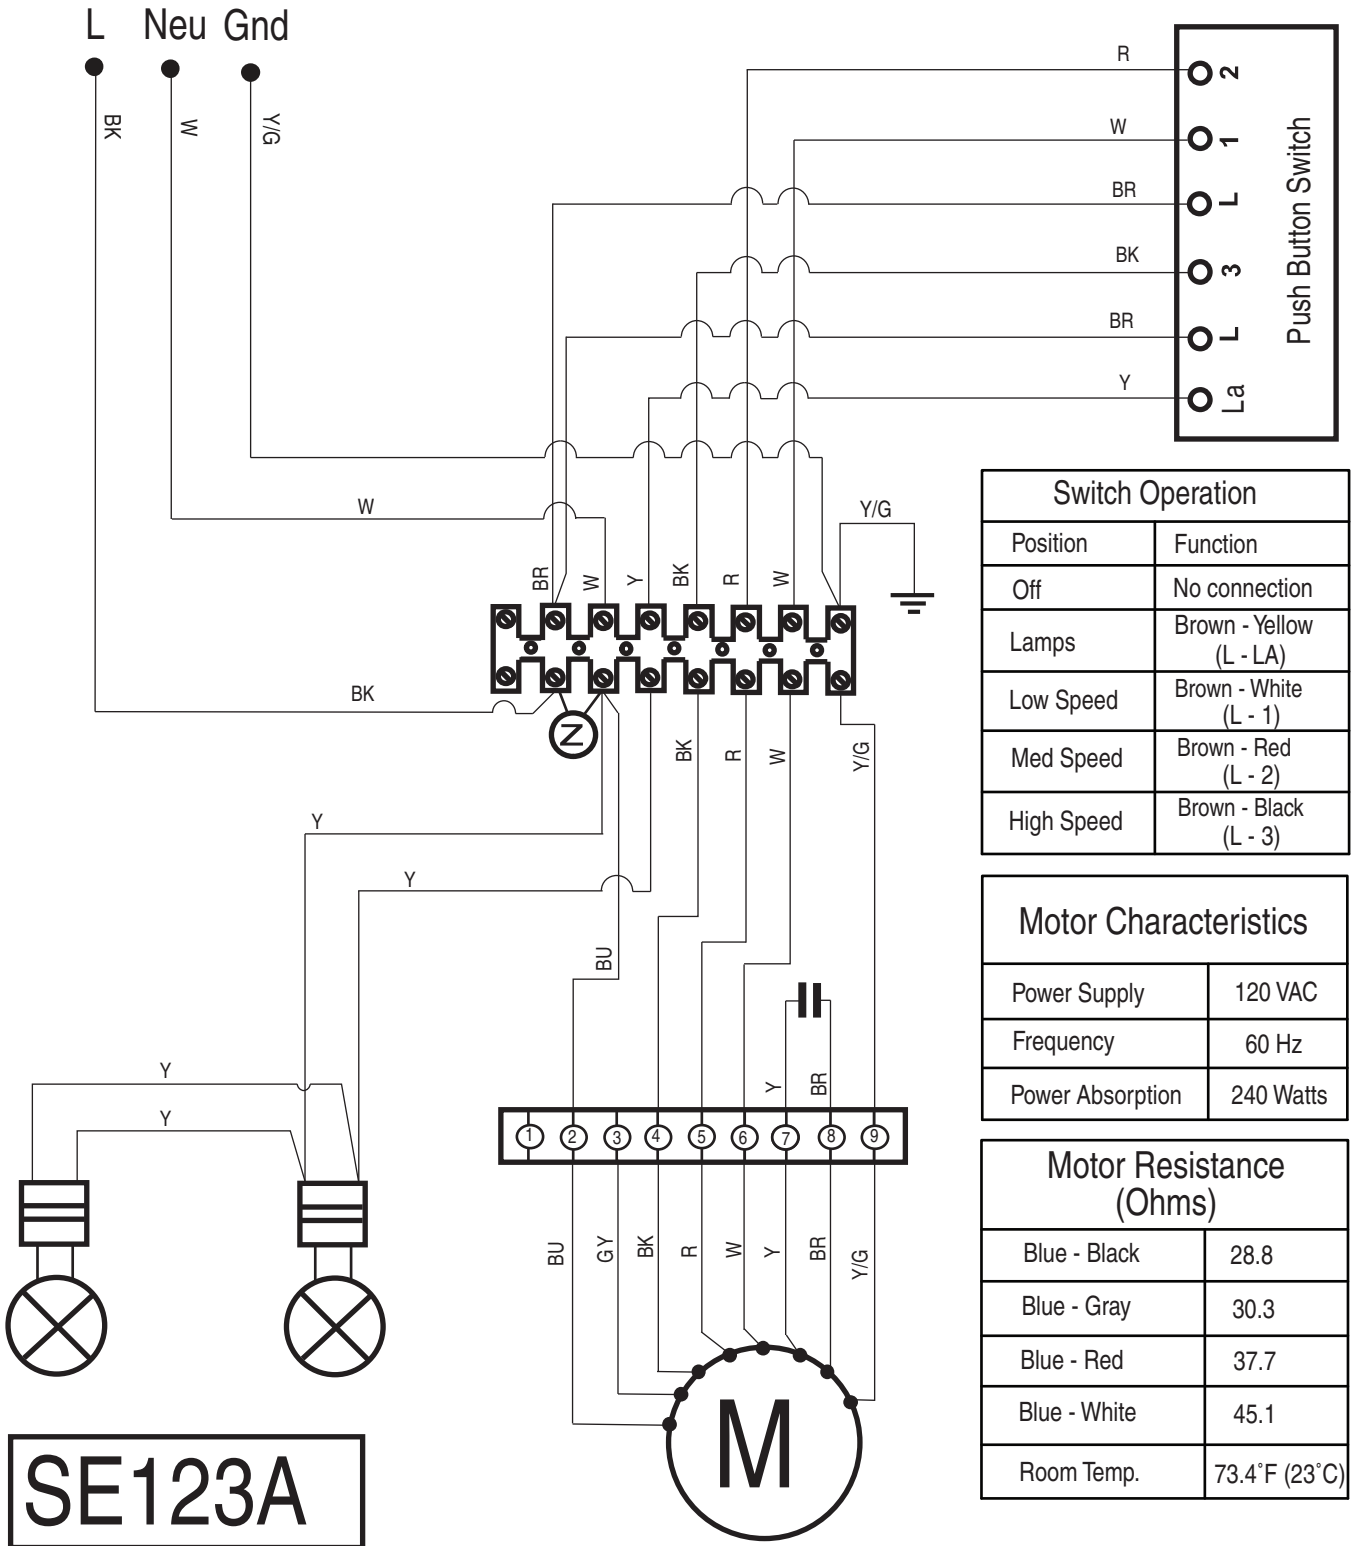 L Neu Gnd
BK
W
Y/G
R
2
W
1
BR
L
BK
3
BR
L
Y
La
Push Button Switch
W
Y/G
BR
W
Y
BK
R
W
BK
Z
BK
R
W
Y/G
Y
Y
BU
Y
Y
Y
BR
1 2 3 4 5 6 7 8 9
BU
GY
BK
R
W
Y
BR
Y/G
M
SE123A
Switch Operation
Position Function
Off No connection
Lamps Brown - Yellow
(L - LA)
Low Speed Brown - White
(L - 1)
Med Speed Brown - Red
(L - 2)
High Speed Brown - Black
(L - 3)
Motor Characteristics
Power Supply 120 VAC
Frequency 60 Hz
Power Absorption 240 Watts
Motor Resistance
(Ohms)
Blue - Black 28.8
Blue - Gray 30.3
Blue - Red 37.7
Blue - White 45.1
Room Temp. 73.4˚F (23˚C)